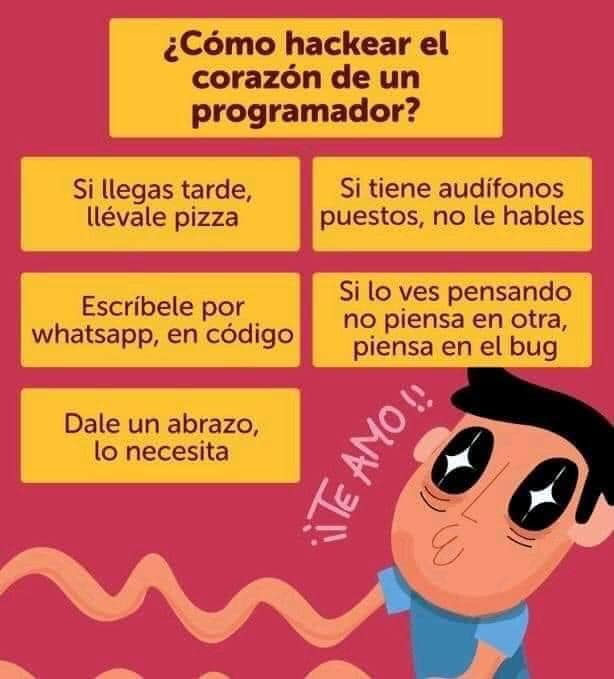 ¿Cómo hackear el
corazón de un
programador?
Si llegas tarde,
llévale pizza
Si tiene audífonos
puestos, no le hables
Escríbele por
whatsapp, en código
Si lo ves pensando
no piensa en otra,
piensa en el bug
Dale un abrazo,
lo necesita
¡¡TE AMO!!